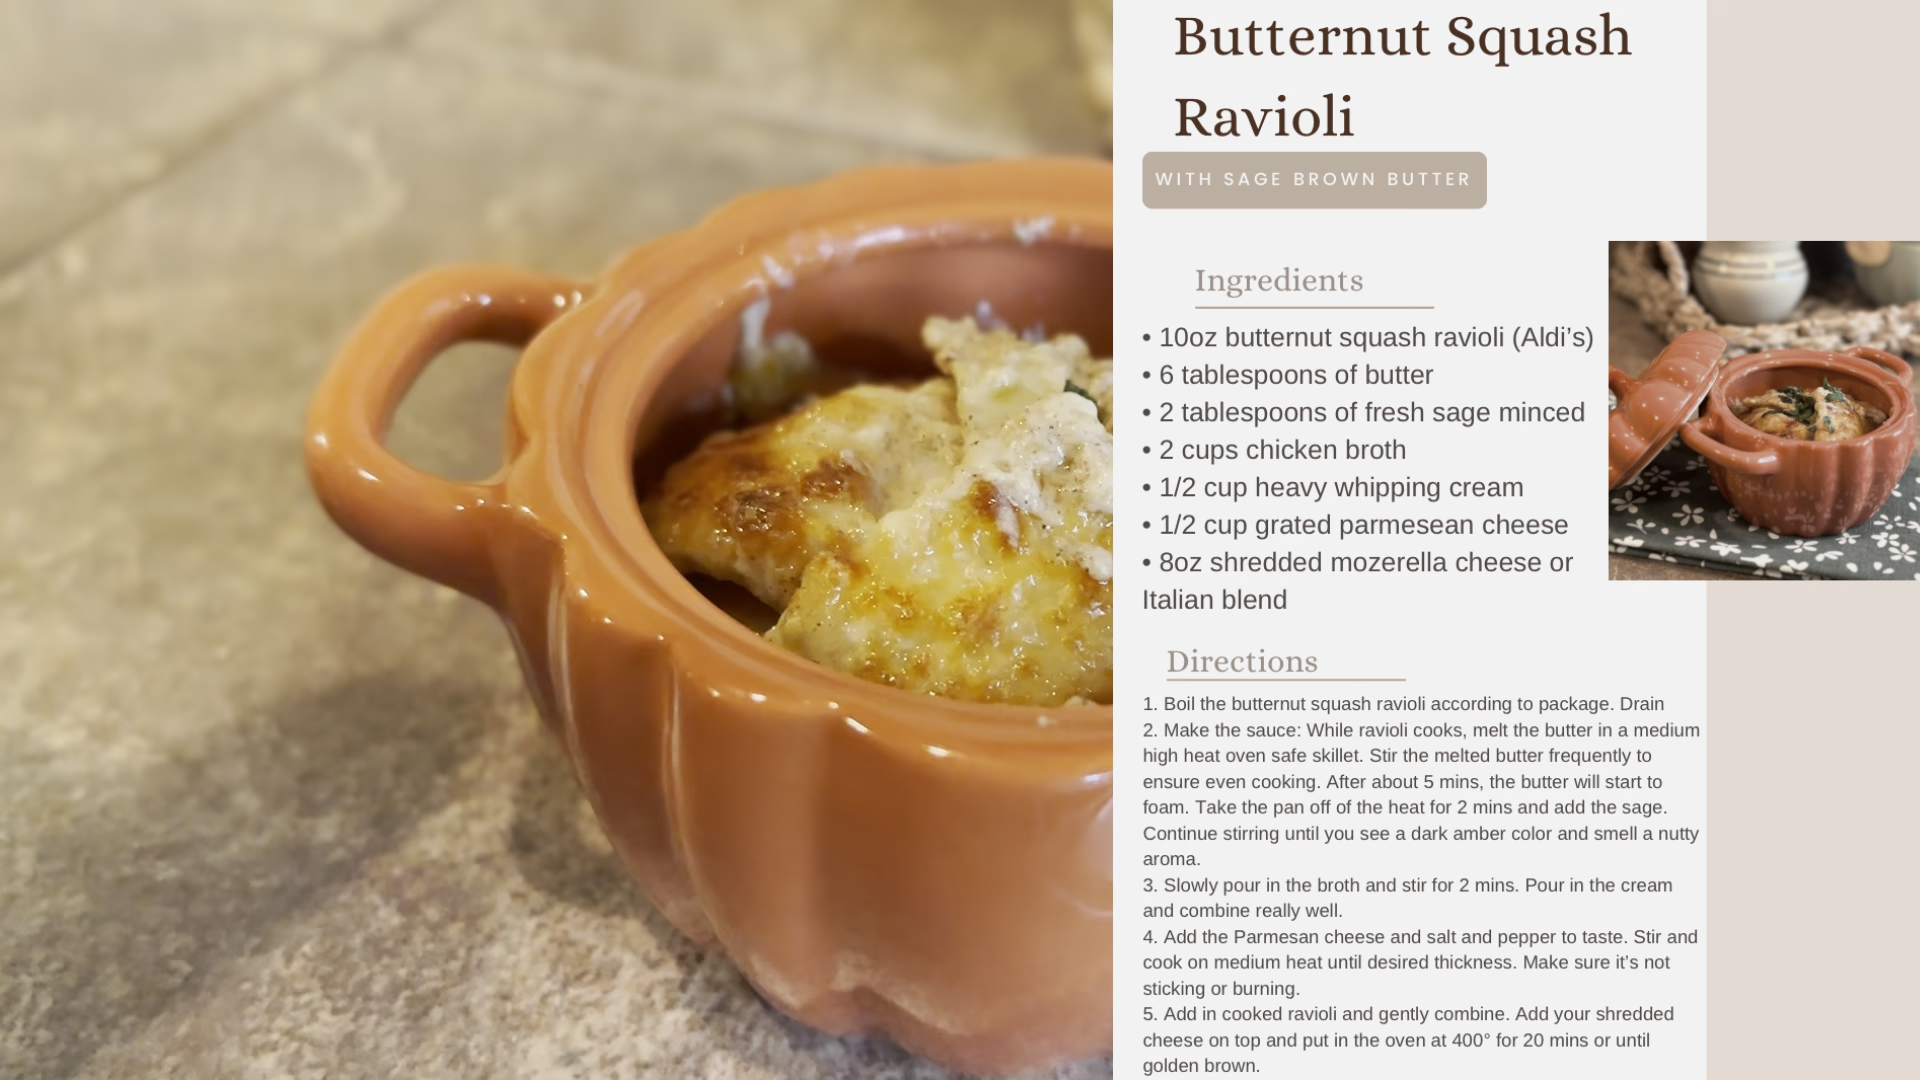 Butternut Squash
Ravioli
WITH SAGE BROWN BUTTER
Ingredients
• 10oz butternut squash ravioli (Aldi’s)
• 6 tablespoons of butter
• 2 tablespoons of fresh sage minced
• 2 cups chicken broth
• 1/2 cup heavy whipping cream
• 1/2 cup grated parmesean cheese
• 8oz shredded mozerella cheese or
Italian blend
Directions
1. Boil the butternut squash ravioli according to package. Drain
2. Make the sauce: While ravioli cooks, melt the butter in a medium
high heat oven safe skillet. Stir the melted butter frequently to
ensure even cooking. After about 5 mins, the butter will start to
foam. Take the pan off of the heat for 2 mins and add the sage.
Continue stirring until you see a dark amber color and smell a nutty
aroma.
3. Slowly pour in the broth and stir for 2 mins. Pour in the cream
and combine really well.
4. Add the Parmesan cheese and salt and pepper to taste. Stir and
cook on medium heat until desired thickness. Make sure it’s not
sticking or burning.
5. Add in cooked ravioli and gently combine. Add your shredded
cheese on top and put in the oven at 400° for 20 mins or until
golden brown.